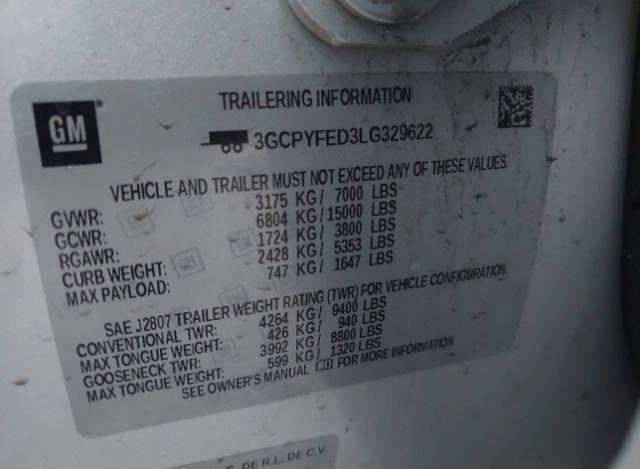 GM
TRAILERING INFORMATION
3GCPYFED3LG329622
VEHICLE AND TRAILER MUST NOT EXCEED ANY OF THESE VALUES.
GVWR: 3175 KG/ 7000 LBS
GCWR: 6804 KG/ 15000 LBS
RGAWR: 1724 KG/ 3800 LBS
CURB WEIGHT: 2428 KG/ 5353 LBS
MAX PAYLOAD: 747 KG/ 1647 LBS
SAE J2807 TRAILER WEIGHT RATING (TWR) FOR VEHICLE CONFIGURATION.
CONVENTIONAL TWR: 4264 KG/ 9400 LBS
MAX TONGUE WEIGHT: 426 KG/ 940 LBS
GOOSENECK TWR: 3992 KG/ 8800 LBS
MAX TONGUE WEIGHT: 599 KG/ 1320 LBS
SEE OWNER'S MANUAL FOR MORE INFORMATION
DE R.L. DE C.V.